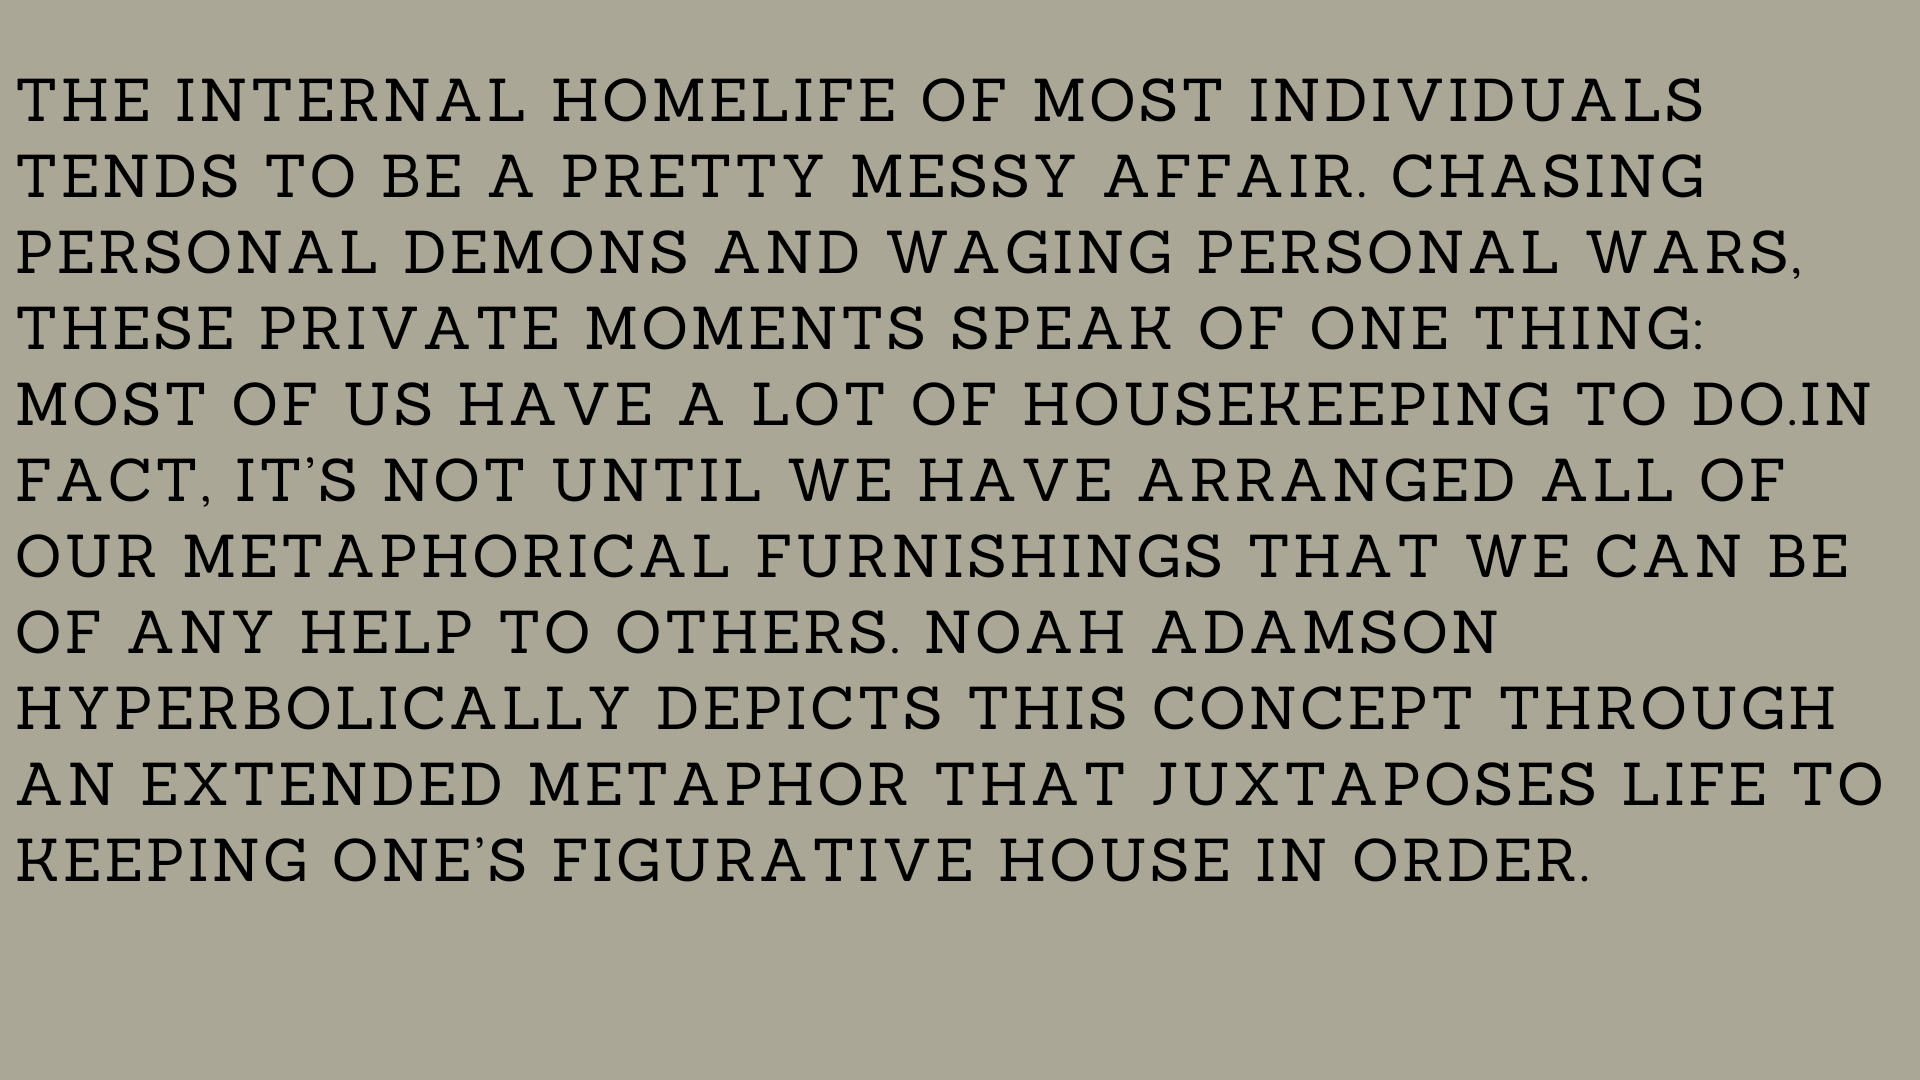 THE INTERNAL HOMELIFE OF MOST INDIVIDUALS
TENDS TO BE A PRETTY MESSY AFFAIR. CHASING
PERSONAL DEMONS AND WAGING PERSONAL WARS,
THESE PRIVATE MOMENTS SPEAK OF ONE THING:
MOST OF US HAVE A LOT OF HOUSEKEEPING TO DO.IN
FACT, IT’S NOT UNTIL WE HAVE ARRANGED ALL OF
OUR METAPHORICAL FURNISHINGS THAT WE CAN BE
OF ANY HELP TO OTHERS. NOAH ADAMSON
HYPERBOLICALLY DEPICTS THIS CONCEPT THROUGH
AN EXTENDED METAPHOR THAT JUXTAPOSES LIFE TO
KEEPING ONE’S FIGURATIVE HOUSE IN ORDER.